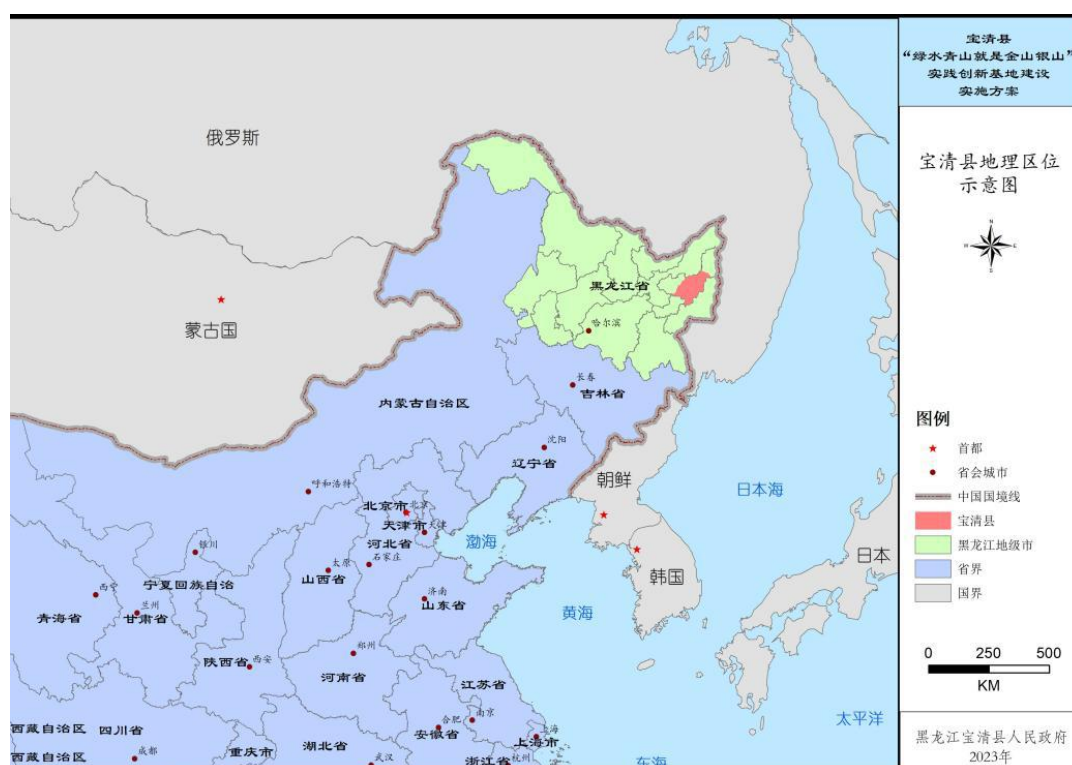 宝清县
“绿水青山就是金山银山”
实践创新基地建设
实施方案
宝清县地理区位
示意图
N
W
E
S
俄罗斯
蒙古国
黑龙江省
哈尔滨
长春
吉林省
内蒙古自治区
沈阳
辽宁省
朝鲜
呼和浩特
北京市
北京
天津市
天津
河北省
渤海
日本海
银川
太原
石家庄
韩国
日本
宁夏回族自治
山西省
西宁
济南
山东省
黄海
青海省
兰州
甘肃省
郑州
陕西省
西安
河南省
江苏省
西藏自治区
四川省
合肥
南京
安徽省
上海
上海市
太平洋
重庆市
湖北省
西藏自治区
成都
武汉
浙江省
杭州
东海
图例
首都
省会城市
中国国境线
宝清县
黑龙江地级市
省界
国界
0 250 500
KM
黑龙江宝清县人民政府
2023年